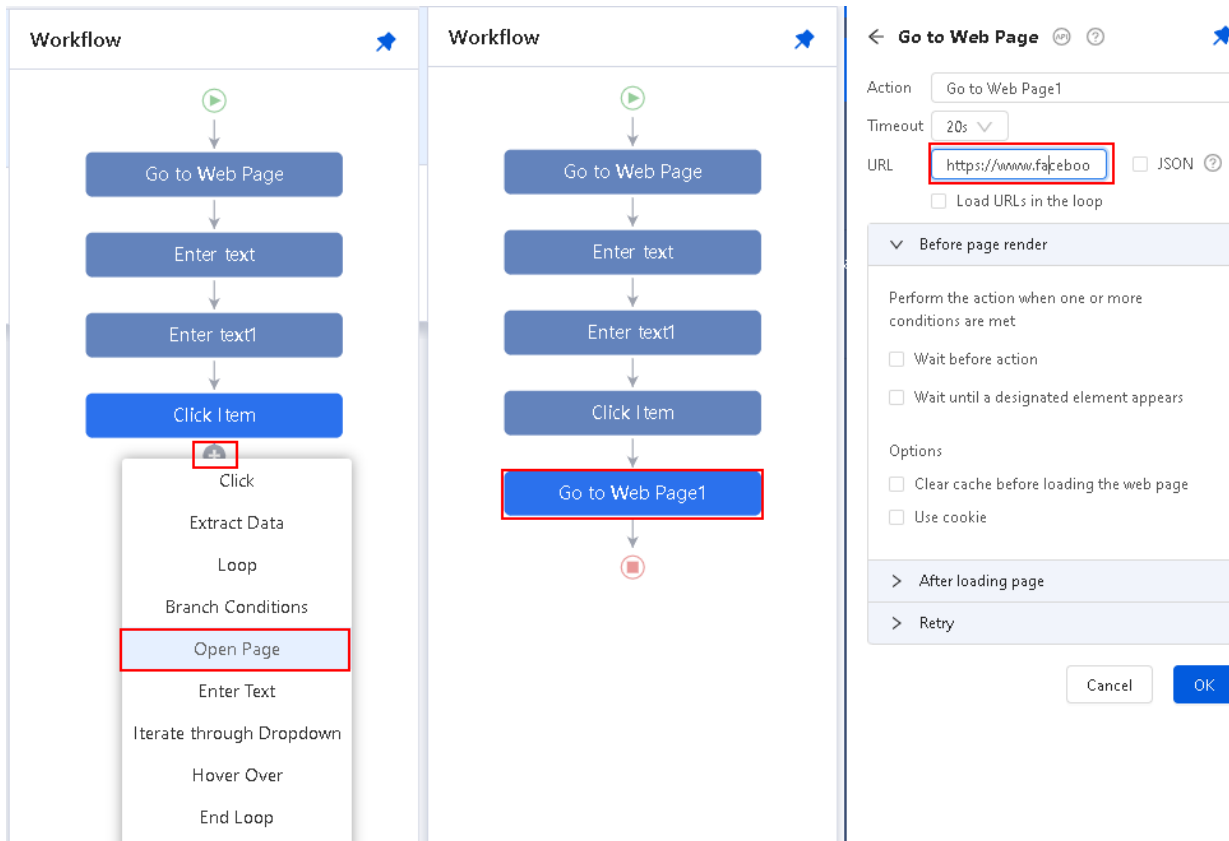 Workflow
Go to Web Page
Enter text
Enter text1
Click Item
Click
Extract Data
Loop
Branch Conditions
Open Page
Enter Text
Iterate through Dropdown
Hover Over
End Loop
Workflow
Go to Web Page
Enter text
Enter text1
Click Item
Go to Web Page1
Go to Web Page API ?
Action Go to Web Page1
Timeout 20s
URL https://www.faceboo JSON ?
Load URLs in the loop
Before page render
Perform the action when one or more
conditions are met
Wait before action
Wait until a designated element appears
Options
Clear cache before loading the web page
Use cookie
After loading page
Retry
Cancel OK